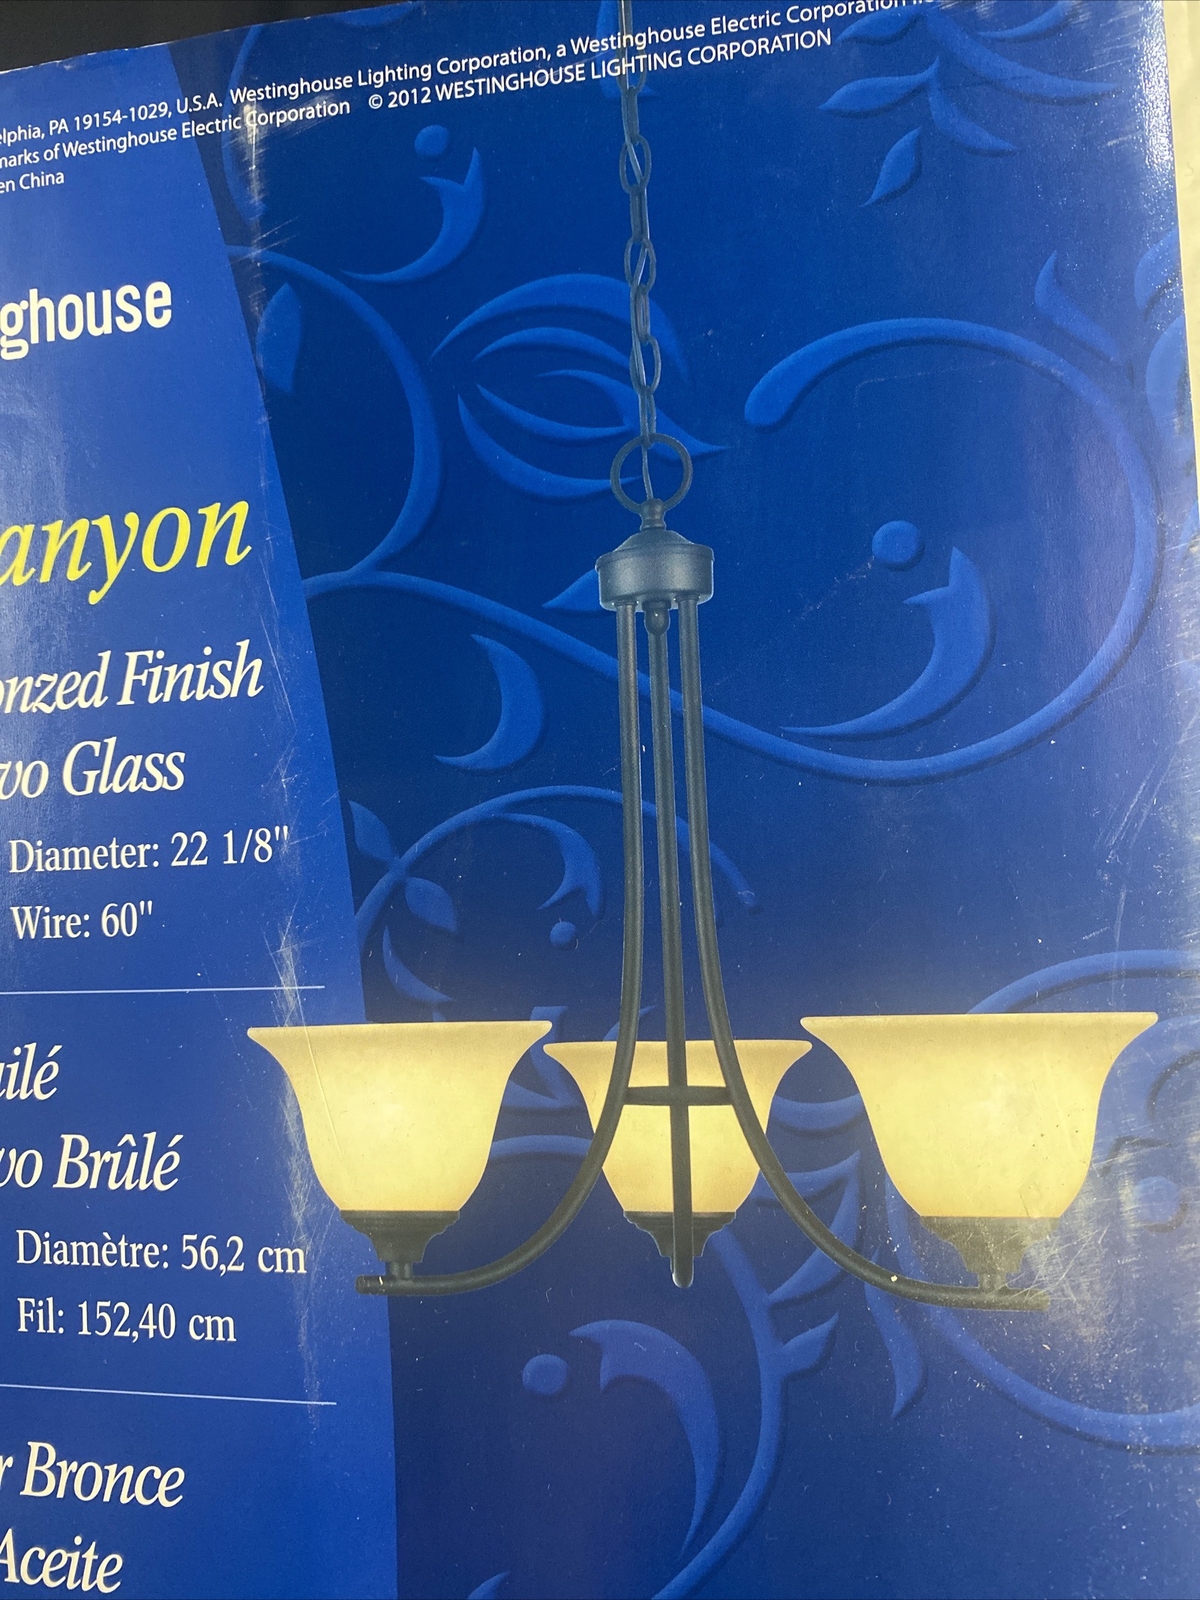 PA 19154-1029, U.S.A. Westinghouse Lighting Corporation, a Westinghouse Electric Corporation
of Westinghouse Electric Corporation © 2012 WESTINGHOUSE LIGHTING CORPORATION
en China
ghouse
anyon
onzed Finish
vo Glass
Diameter: 22 1/8"
Wire: 60"
uilé
vo Brûlé
Diamètre: 56,2 cm
Fil: 152,40 cm
r Bronce
Aceite